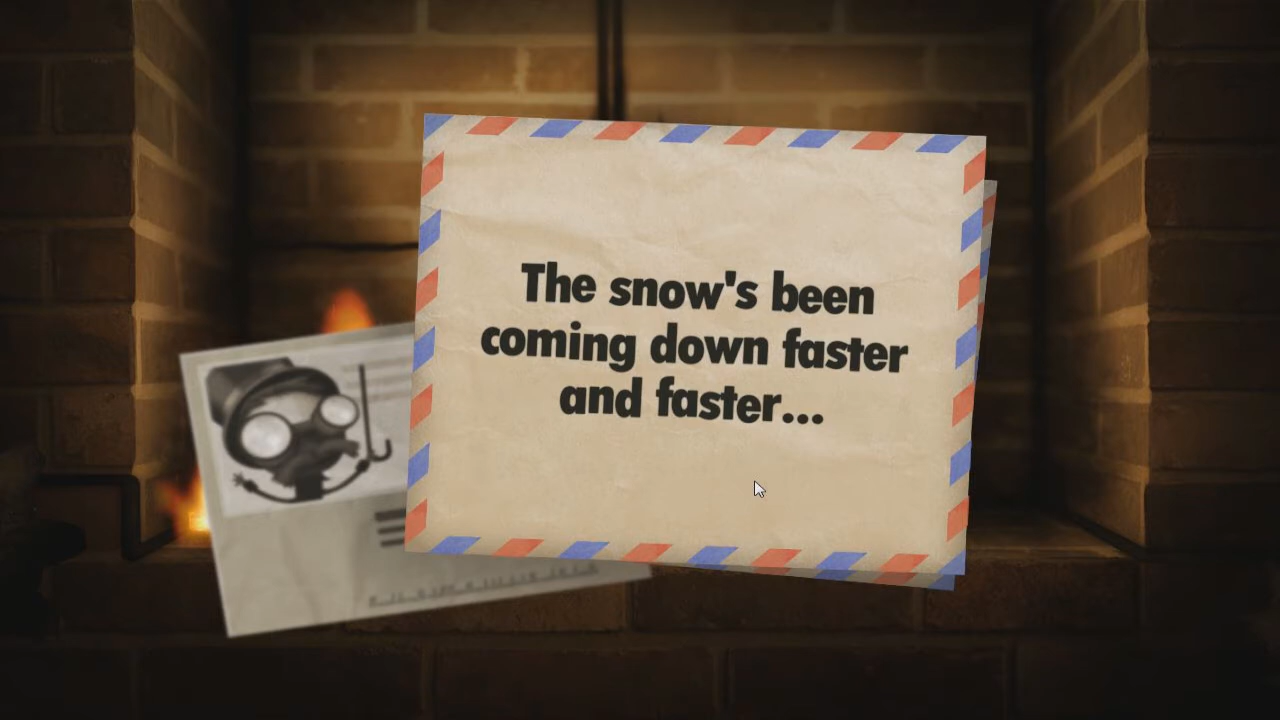 The snow's been
coming down faster
and faster...